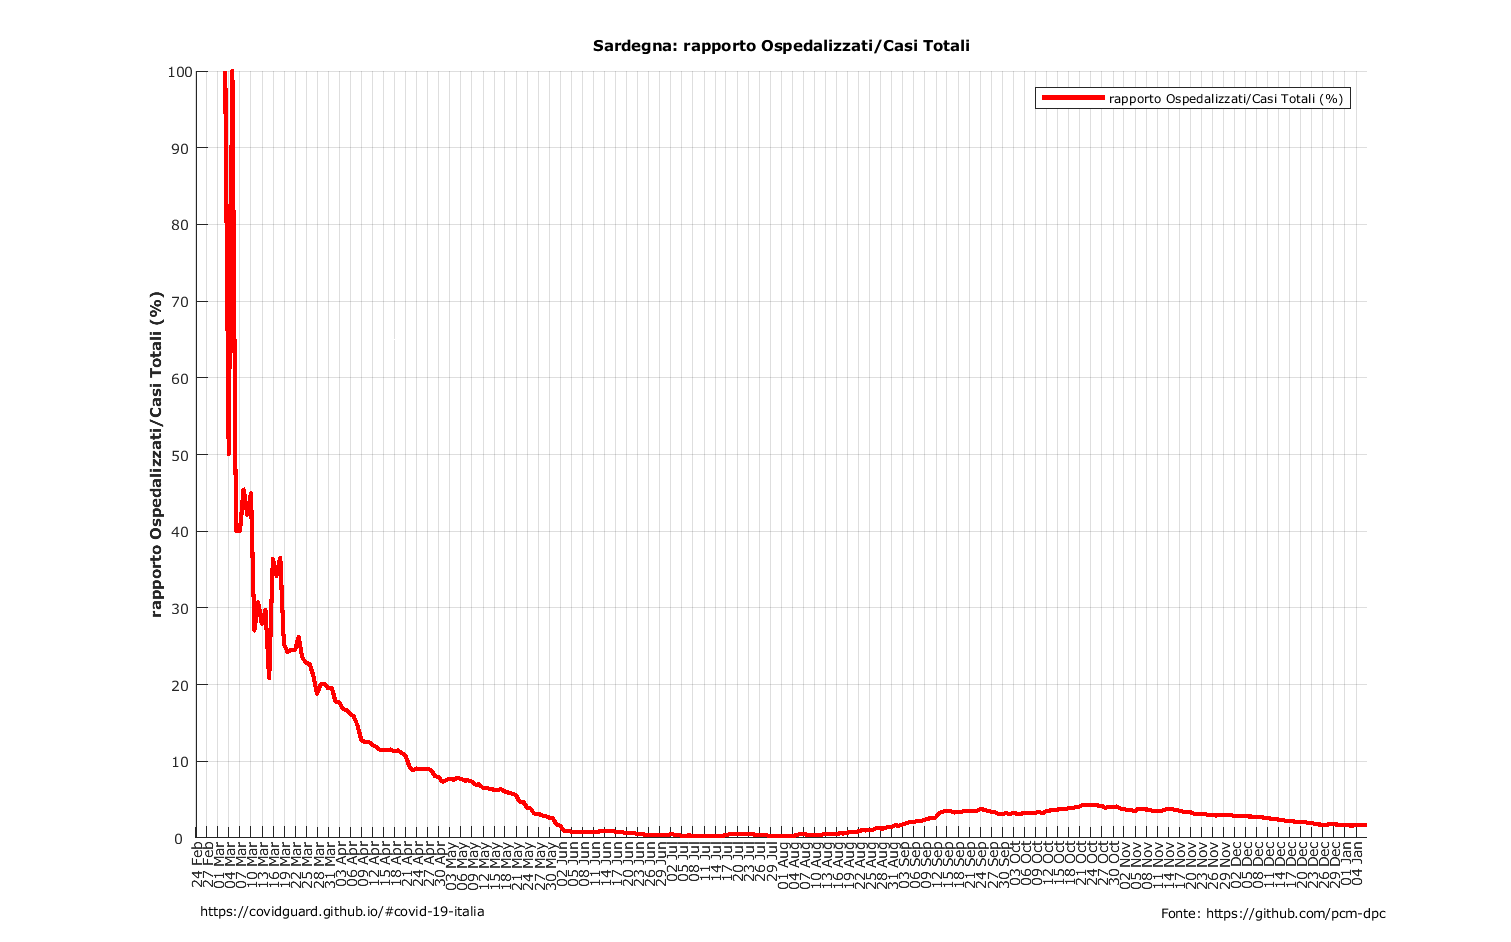 Sardegna: rapporto Ospedalizzati/Casi Totali
rapporto Ospedalizzati/Casi Totali (%)
rapporto Ospedalizzati/Casi Totali (%)
100
90
80
70
60
50
40
30
20
10
0
24 Feb
27 Feb
01 Mar
04 Mar
07 Mar
10 Mar
13 Mar
16 Mar
19 Mar
22 Mar
25 Mar
28 Mar
31 Mar
03 Apr
06 Apr
09 Apr
12 Apr
15 Apr
18 Apr
21 Apr
24 Apr
27 Apr
30 Apr
03 May
06 May
09 May
12 May
15 May
18 May
21 May
24 May
27 May
30 May
02 Jun
05 Jun
08 Jun
11 Jun
14 Jun
17 Jun
20 Jun
23 Jun
26 Jun
29 Jun
02 Jul
05 Jul
08 Jul
11 Jul
14 Jul
17 Jul
20 Jul
23 Jul
26 Jul
29 Jul
01 Aug
04 Aug
07 Aug
10 Aug
13 Aug
16 Aug
19 Aug
22 Aug
25 Aug
28 Aug
31 Aug
03 Sep
06 Sep
09 Sep
12 Sep
15 Sep
18 Sep
21 Sep
24 Sep
27 Sep
30 Sep
03 Oct
06 Oct
09 Oct
12 Oct
15 Oct
18 Oct
21 Oct
24 Oct
27 Oct
30 Oct
02 Nov
05 Nov
08 Nov
11 Nov
14 Nov
17 Nov
20 Nov
23 Nov
26 Nov
29 Nov
02 Dec
05 Dec
08 Dec
11 Dec
14 Dec
17 Dec
20 Dec
23 Dec
26 Dec
29 Dec
01 Jan
04 Jan
https://covidguard.github.io/#covid-19-italia
Fonte: https://github.com/pcm-dpc